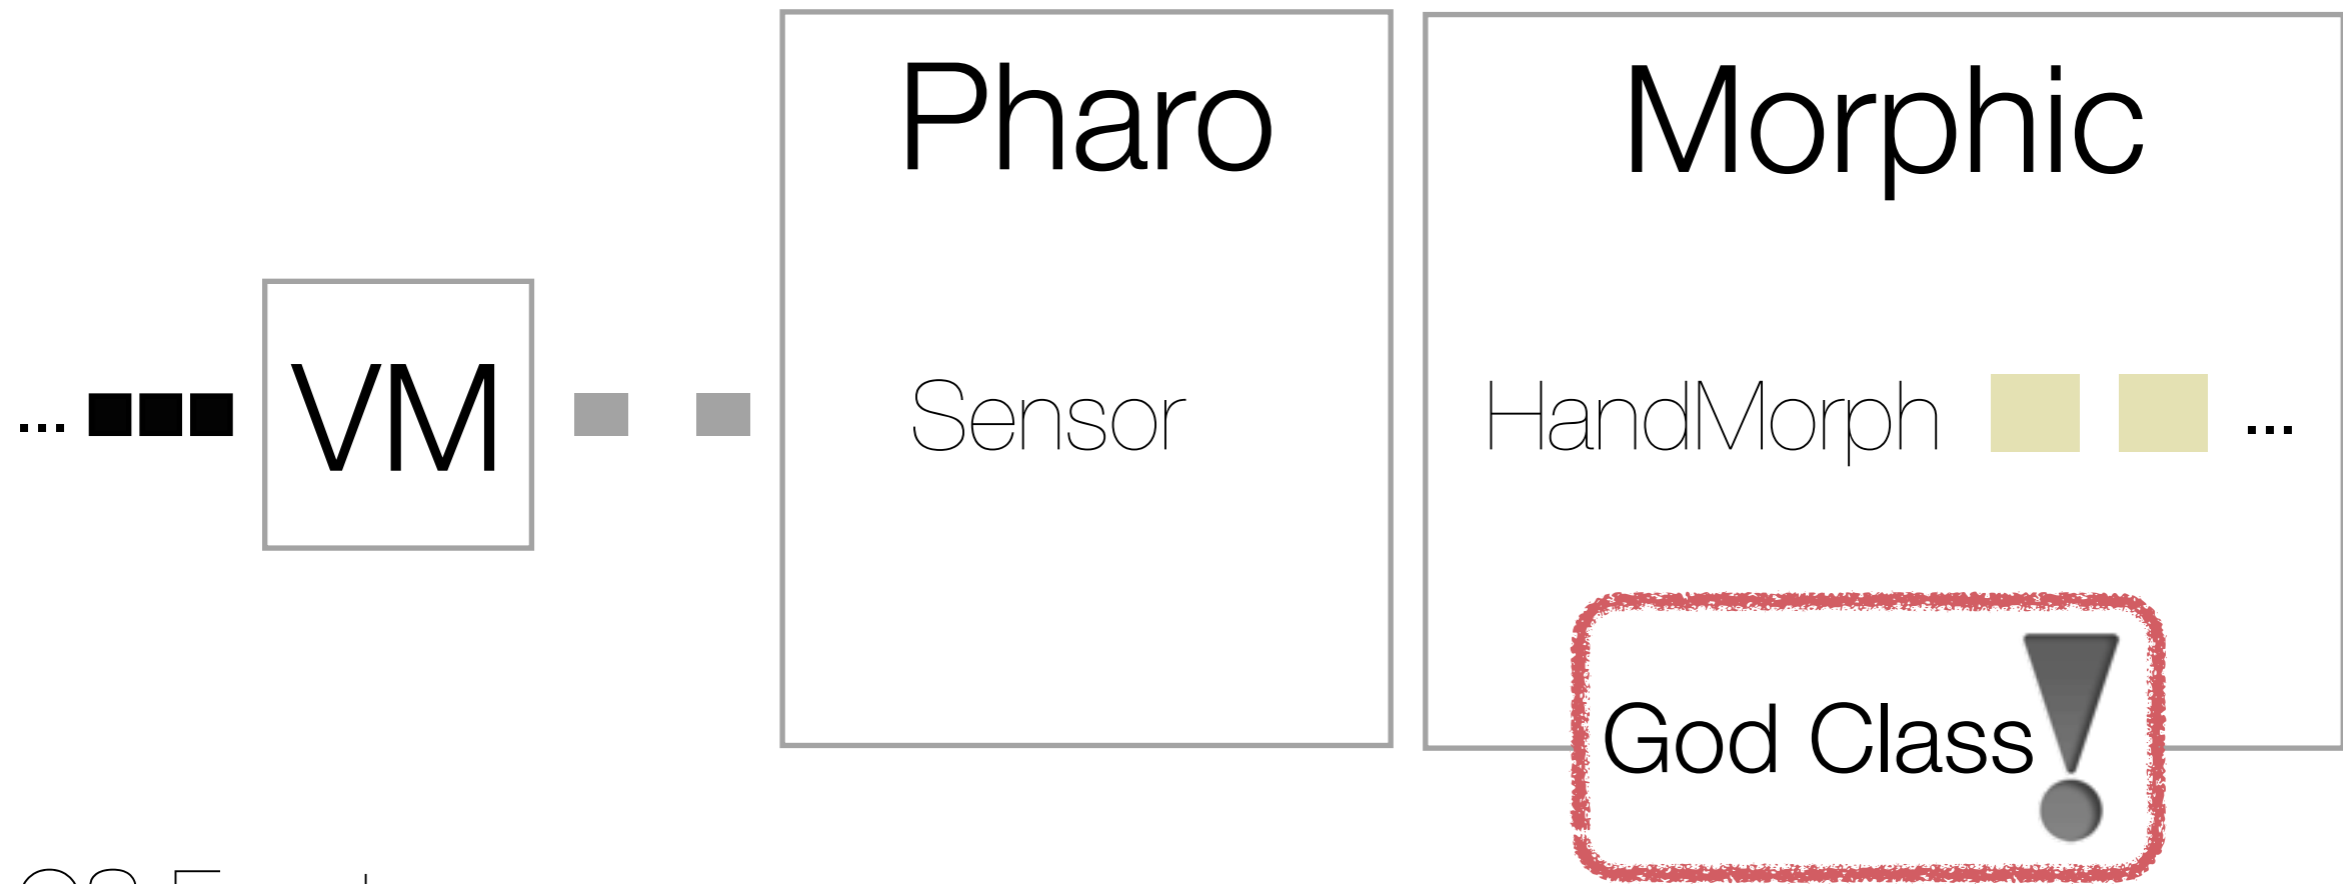 Pharo
Morphic
... VM
Sensor
HandMorph ...
God Class!